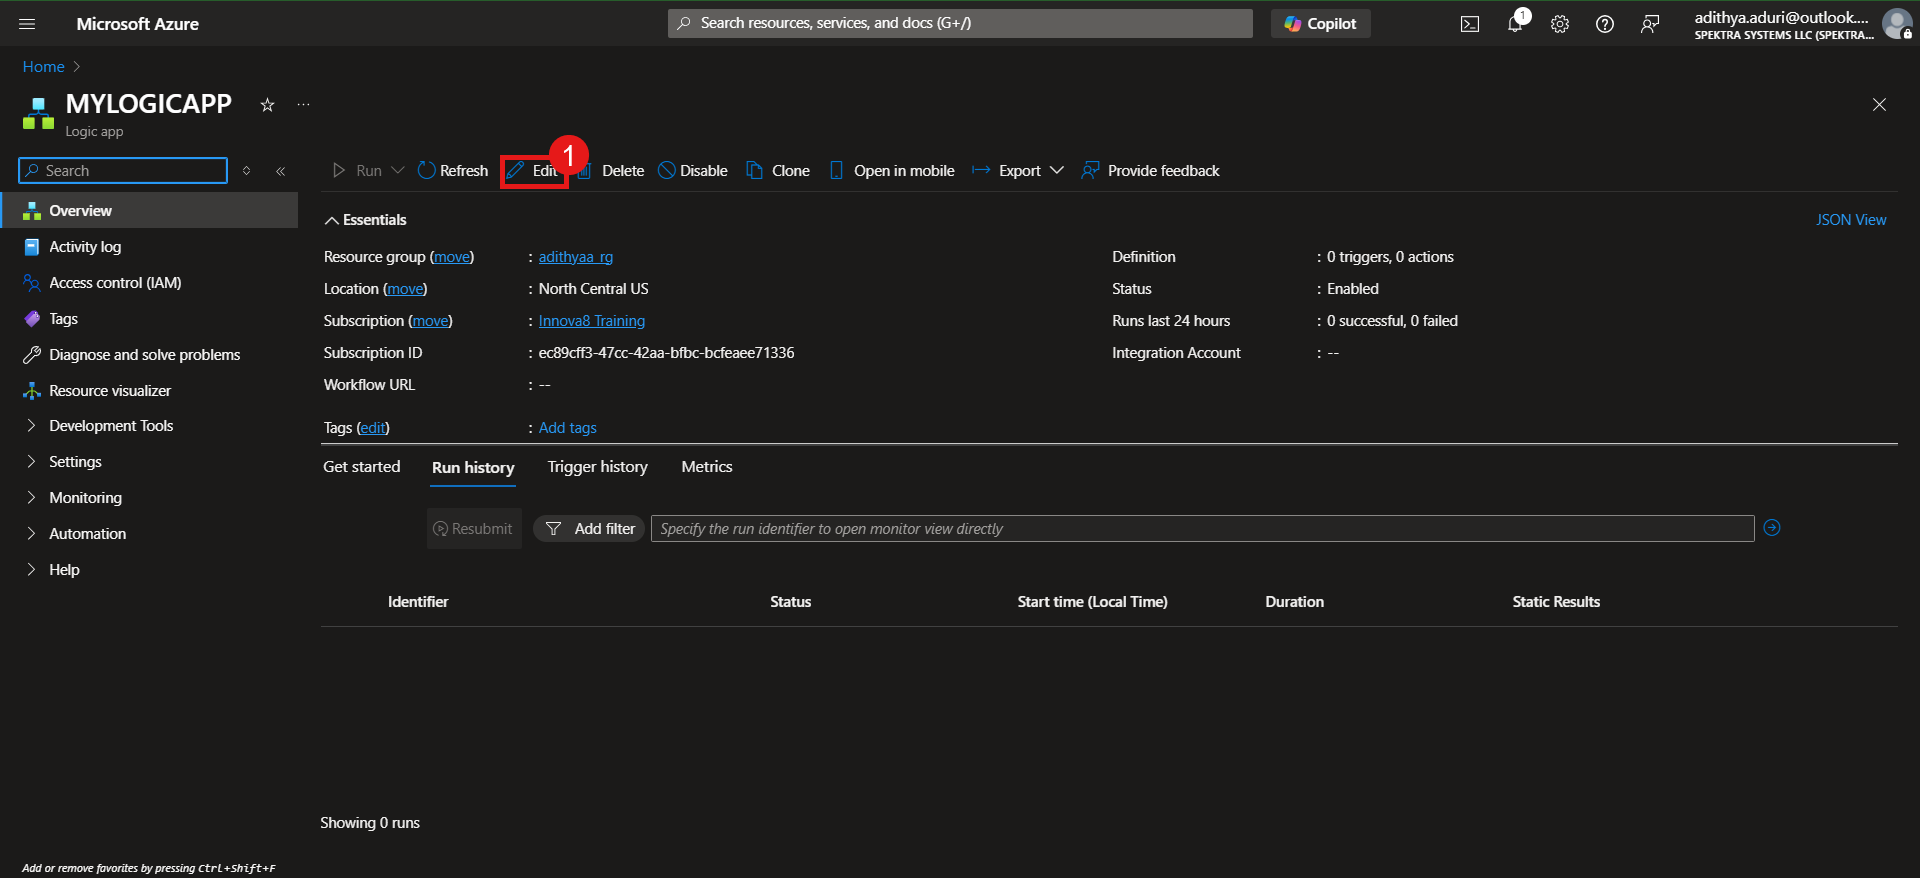 Microsoft Azure
Search resources, services, and docs (G+/)
Copilot
1
adithya.aduri@outlook....
SPEKTRA SYSTEMS LLC (SPEKTRA...
Home
MYLOGICAPP
Logic app
Search
Run
Refresh
Edit
1
Delete
Disable
Clone
Open in mobile
Export
Provide feedback
Overview
Activity log
Access control (IAM)
Tags
Diagnose and solve problems
Resource visualizer
Development Tools
Settings
Monitoring
Automation
Help
Essentials
JSON View
Resource group (move) : adithyaa_rg
Location (move) : North Central US
Subscription (move) : Innova8 Training
Subscription ID : ec89cff3-47cc-42aa-bfbc-bcfeaee71336
Workflow URL : --
Definition : 0 triggers, 0 actions
Status : Enabled
Runs last 24 hours : 0 successful, 0 failed
Integration Account : --
Tags (edit) : Add tags
Get started Run history Trigger history Metrics
Resubmit Add filter Specify the run identifier to open monitor view directly
Identifier Status Start time (Local Time) Duration Static Results
Showing 0 runs
Add or remove favorites by pressing Ctrl+Shift+F